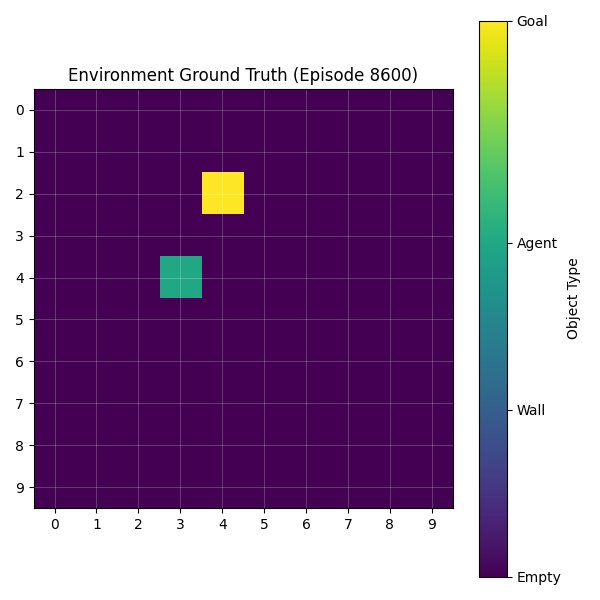 Environment Ground Truth (Episode 8600)
0
1
2
3
4
5
6
7
8
9
0 1 2 3 4 5 6 7 8 9
Goal
Agent
Wall
Empty
Object Type